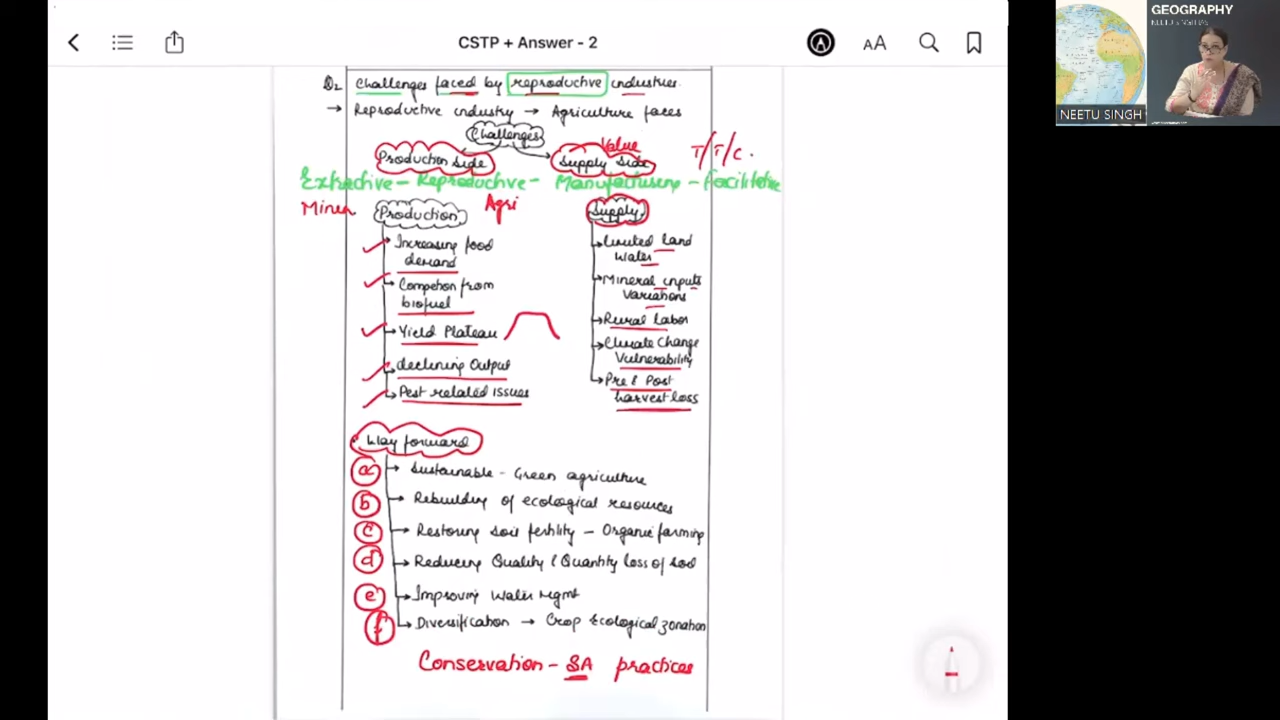 CSTP + Answer - 2
AA
GEOGRAPHY
NEETU SINGH
Challenges faced by reproductive industries.
→ Reproductive industry → Agriculture faces
Challenges
Value
Production side
Supply side
T/T/C.
Extractive - Reproductive - Manufacturing - facilitative
Agri
Production
Supply
Increasing food
demand
Competion from
biofuel
Yield Plateau
declining Output
Pest related issues
limited land
water
Mineral inputs
Variations
Rural Labor
Climate Change
Vulnerability
Pre & Post
harvest loss
Way forward
a Sustainable - Green agriculture
b Rebuilding of ecological resources
c Restoring soil fertility - Organic farming
d Reducing Quality & Quantity loss of soil
e Improving Water Mgmt
f Diversification → Crop Ecological zonation
Conservation - SA practices